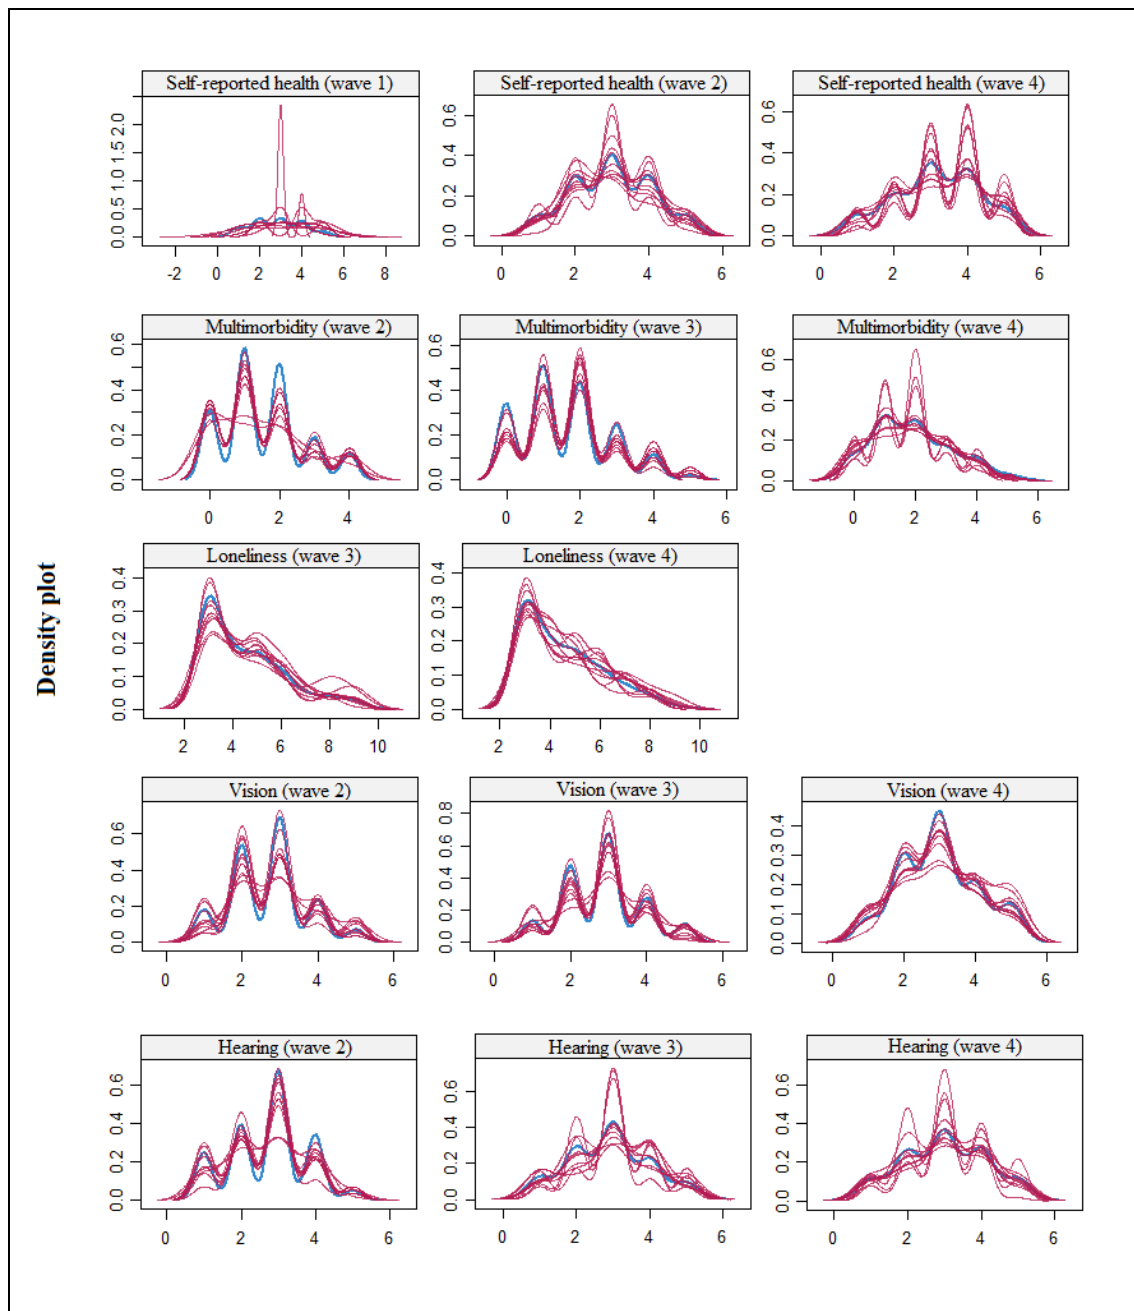 Density plot
Self-reported health (wave 1)
0.0 0.5 1.0 1.5 2.0
-2 0 2 4 6 8
Self-reported health (wave 2)
0.0 0.2 0.4 0.6
0 2 4 6
Self-reported health (wave 4)
0.0 0.2 0.4 0.6
0 2 4 6
Multimorbidity (wave 2)
0.0 0.2 0.4 0.6
0 2 4
Multimorbidity (wave 3)
0.0 0.2 0.4 0.6
0 2 4 6
Multimorbidity (wave 4)
0.0 0.2 0.4 0.6
0 2 4 6
Loneliness (wave 3)
0.0 0.1 0.2 0.3 0.4
2 4 6 8 10
Loneliness (wave 4)
0.0 0.1 0.2 0.3 0.4
2 4 6 8 10
Vision (wave 2)
0.0 0.2 0.4 0.6
0 2 4 6
Vision (wave 3)
0.0 0.2 0.4 0.6 0.8
0 2 4 6
Vision (wave 4)
0.0 0.1 0.2 0.3 0.4
0 2 4 6
Hearing (wave 2)
0.0 0.2 0.4 0.6
0 2 4 6
Hearing (wave 3)
0.0 0.2 0.4 0.6
0 2 4 6
Hearing (wave 4)
0.0 0.2 0.4 0.6
0 2 4 6